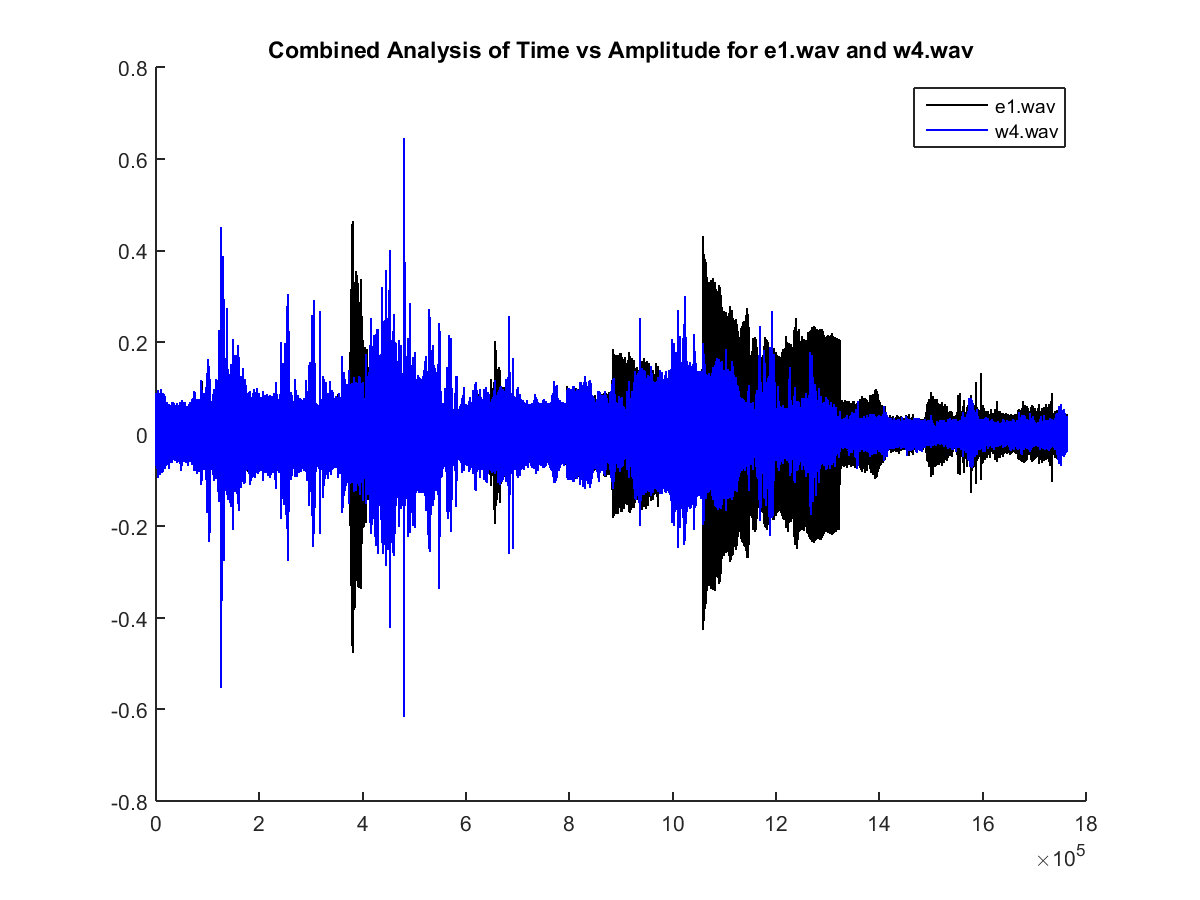 Combined Analysis of Time vs Amplitude for e1.wav and w4.wav
e1.wav
w4.wav
0.8
0.6
0.4
0.2
0
-0.2
-0.4
-0.6
-0.8
0 2 4 6 8 10 12 14 16 18
×10⁵